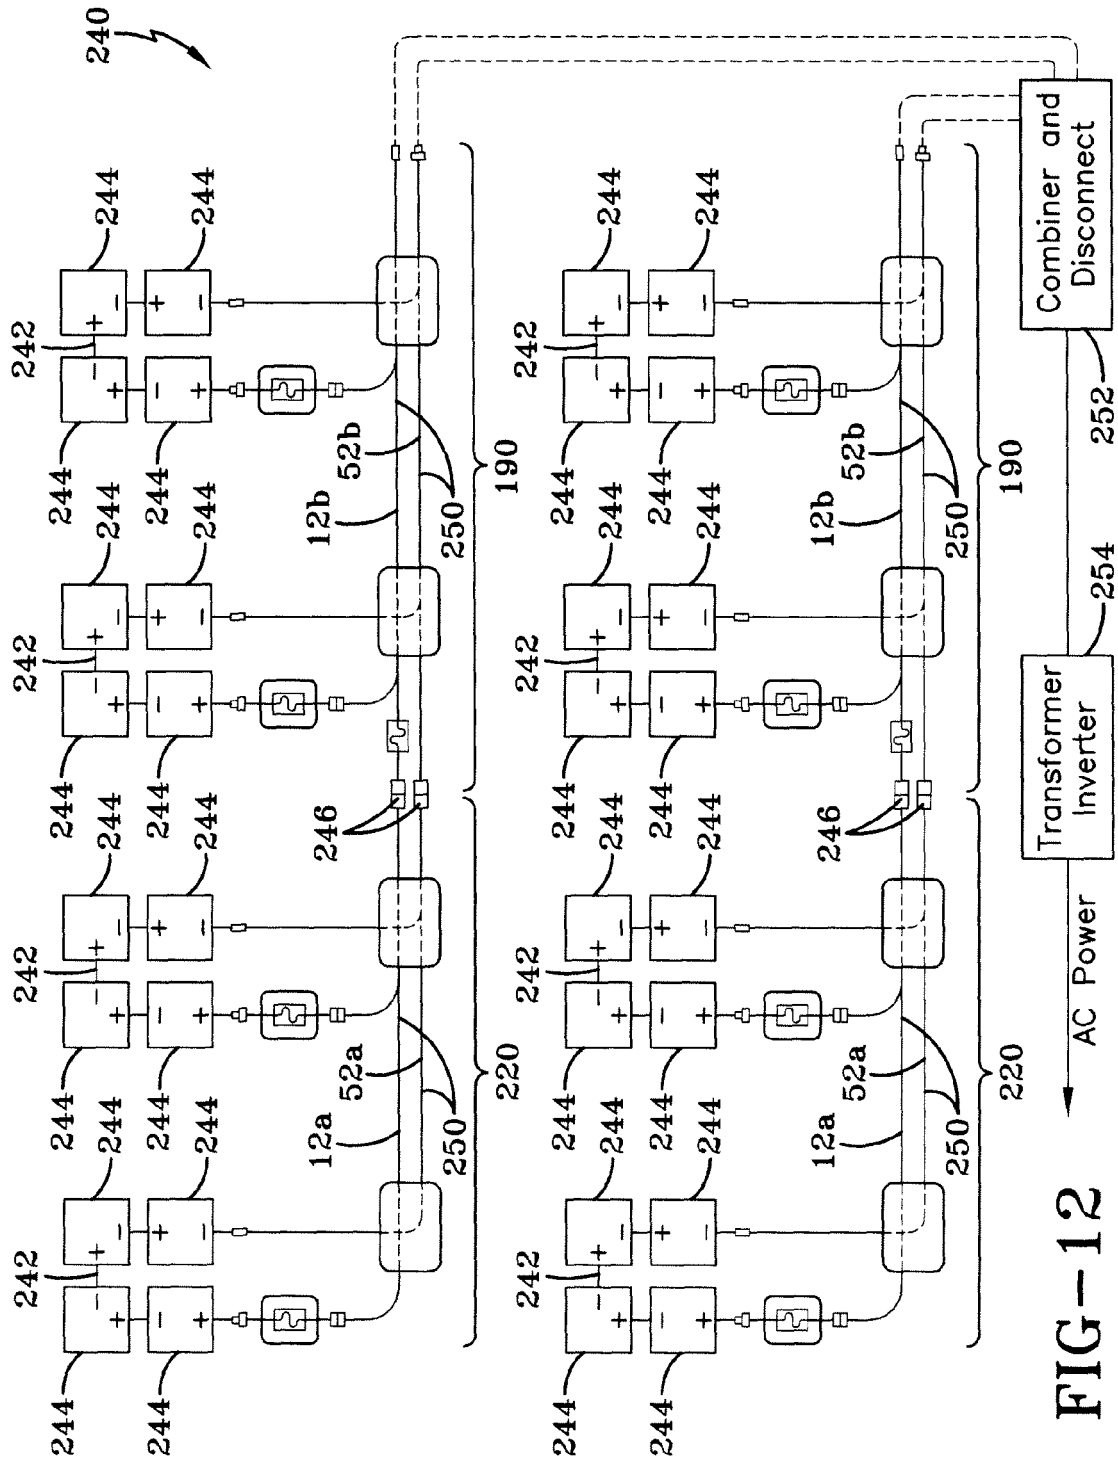 240
242 242 242 242
244 244 244 244
244 244 244 244
- + - + - + - +
+ - + - + - + -
244 244 244 244
- + - + - + - +
+ - + - + - + -
244 244 244 244
12a 246 12b
52a 52b
250 250
220 190
242 242 242 242
244 244 244 244
244 244 244 244
- + - + - + - +
+ - + - + - + -
244 244 244 244
- + - + - + - +
+ - + - + - + -
244 244 244 244
12a 246 12b
52a 52b
250 250
220 190
AC Power
Transformer
Inverter
Combiner and
Disconnect
254 252
FIG-12